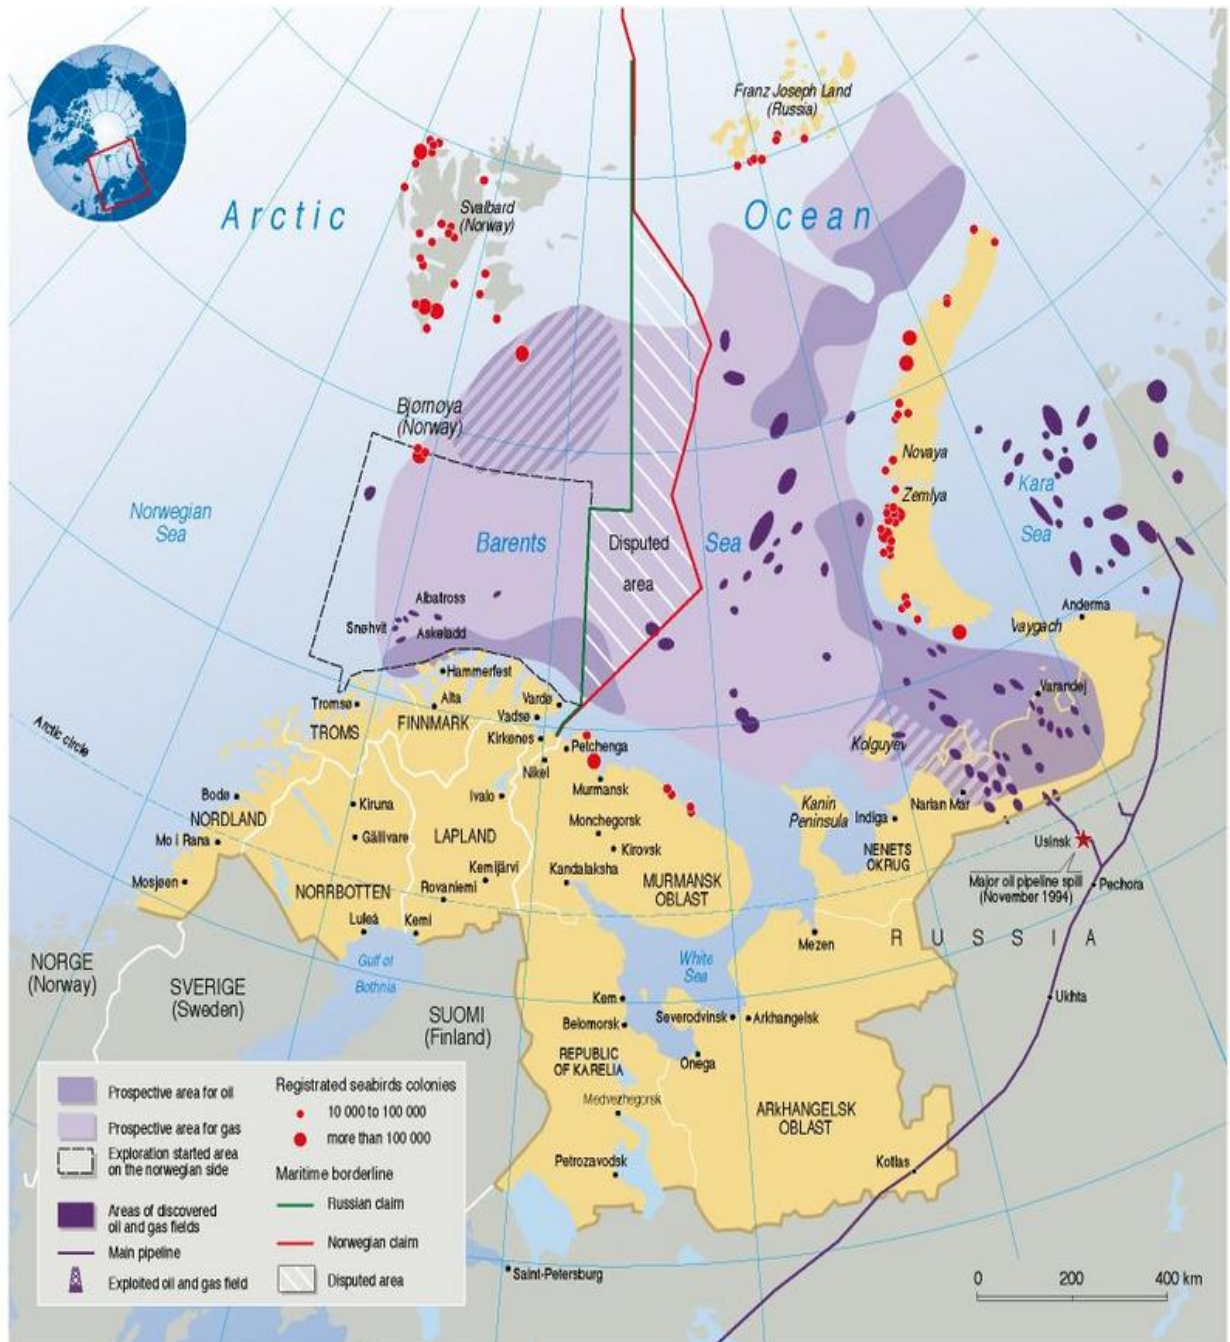 Franz Joseph Land
(Russia)
Arctic
Ocean
Svalbard
(Norway)
Bjørnøya
(Norway)
Norwegian
Sea
Barents
Sea
Disputed
area
Novaya
Zemlya
Kara
Sea
Albatross
Snøhvit
Askeladd
Anderma
Vaygach
Hammerfest
Tromsø
Alta
Vardø
TROMS
FINNMARK
Vadsø
Varandej
Arctic circle
Kirkenes
Petchenga
Kolguyev
Nikel
Murmansk
Bodø
Kiruna
Ivalo
Kanin
Peninsula
Narian Mar
Indiga
NORDLAND
Monchegorsk
Mo i Rana
Gällivare
LAPLAND
Kirovsk
NENETS
OKRUG
Usinsk
Kemijärvi
Kandalaksha
Mosjøen
NORRBOTTEN
Rovaniemi
MURMANSK
OBLAST
Major oil pipeline spill
(November 1994)
Pechora
Luleå
Kemi
Mezen
RUSSIA
NORGE
(Norway)
SVERIGE
(Sweden)
Gulf of
Bothnia
White
Sea
SUOMI
(Finland)
Kem
Belomorsk
Severodvinsk
Arkhangelsk
Ukhta
REPUBLIC
OF KARELIA
Onega
Medvezhegorsk
ARkHANGELSK
OBLAST
Petrozavodsk
Kotlas
Saint-Petersburg
Prospective area for oil
Prospective area for gas
Exploration started area
on the norwegian side
Areas of discovered
oil and gas fields
Main pipeline
Exploited oil and gas field
Registrated seabirds colonies
10 000 to 100 000
more than 100 000
Maritime borderline
Russian claim
Norwegian claim
Disputed area
0 200 400 km